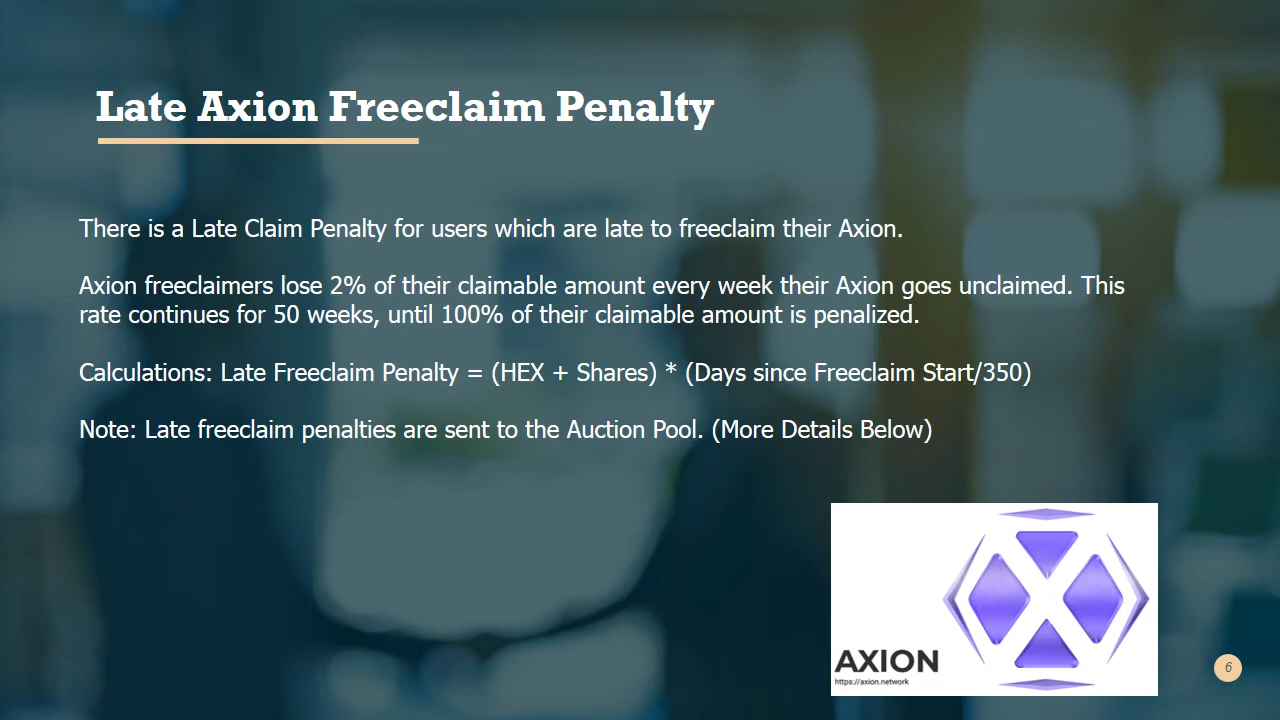 Late Axion Freeclaim Penalty
There is a Late Claim Penalty for users which are late to freeclaim their Axion.
Axion freeclaimers lose 2% of their claimable amount every week their Axion goes unclaimed. This
rate continues for 50 weeks, until 100% of their claimable amount is penalized.
Calculations: Late Freeclaim Penalty = (HEX + Shares) * (Days since Freeclaim Start/350)
Note: Late freeclaim penalties are sent to the Auction Pool. (More Details Below)
AXION
https://axion.network
6